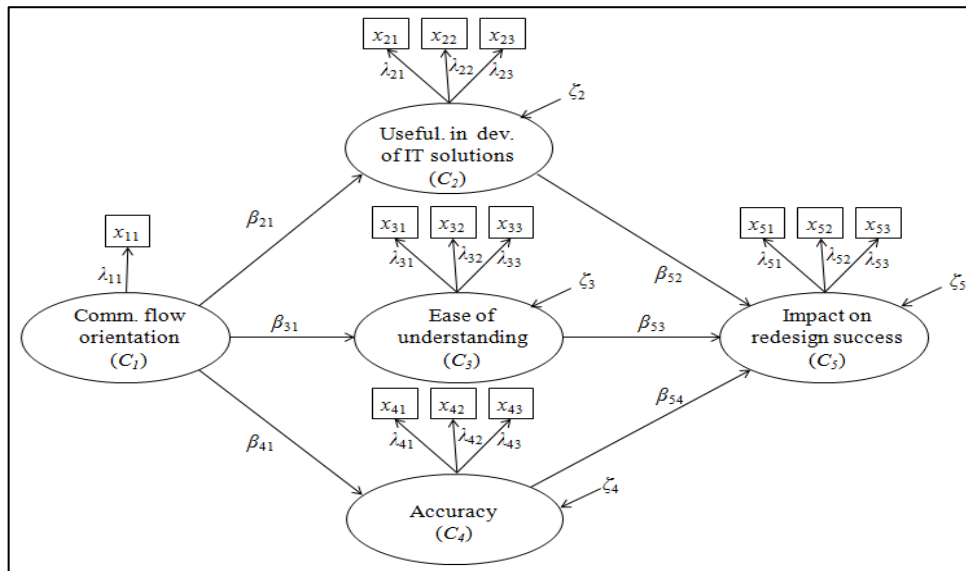 x₂₁ x₂₂ x₂₃
λ₂₁ λ₂₂ λ₂₃
ζ₂
Useful. in dev.
of IT solutions
(C₂)
β₂₁
x₁₁
λ₁₁
x₃₁ x₃₂ x₃₃
λ₃₁ λ₃₂ λ₃₃
x₅₁ x₅₂ x₅₃
λ₅₁ λ₅₂ λ₅₃
β₅₂
ζ₃
ζ₅
Comm. flow
orientation
(C₁)
β₃₁
Ease of
understanding
(C₃)
β₅₃
Impact on
redesign success
(C₅)
x₄₁ x₄₂ x₄₃
λ₄₁ λ₄₂ λ₄₃
β₅₄
β₄₁
ζ₄
Accuracy
(C₄)